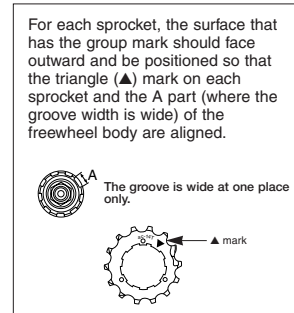 For each sprocket, the surface that
has the group mark should face
outward and be positioned so that
the triangle (▲) mark on each
sprocket and the A part (where the
groove width is wide) of the
freewheel body are aligned.
A
The groove is wide at one place
only.
▲ mark